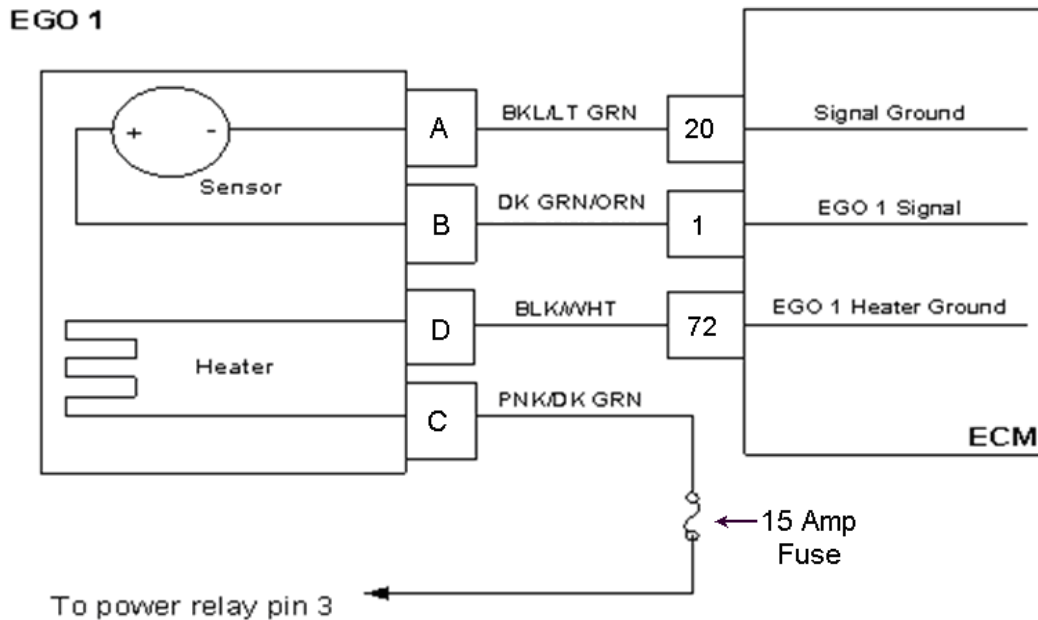 EGO 1
+ -
Sensor
A
BKL/LT GRN
20
Signal Ground
B
DK GRN/ORN
1
EGO 1 Signal
D
BLK/WHT
72
EGO 1 Heater Ground
Heater
C
PNK/DK GRN
ECM
15 Amp
Fuse
To power relay pin 3